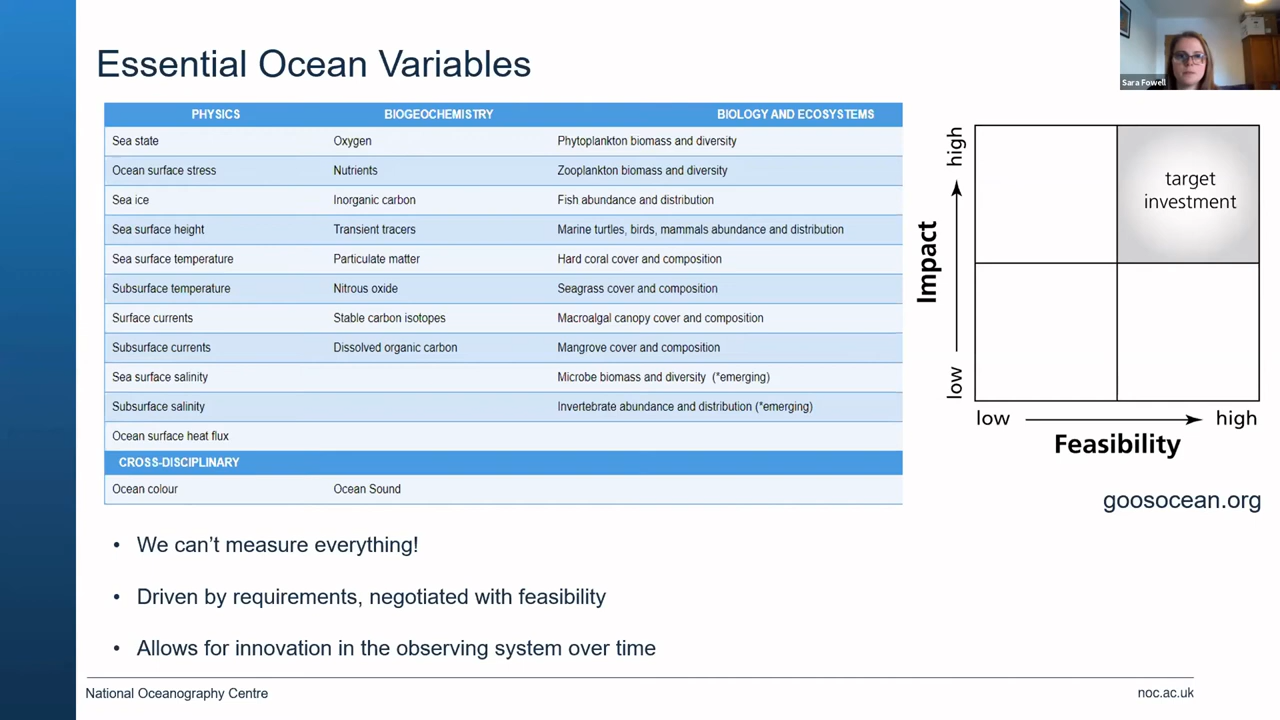 Essential Ocean Variables
Sara Fowell
PHYSICS BIOGEOCHEMISTRY BIOLOGY AND ECOSYSTEMS
Sea state Oxygen Phytoplankton biomass and diversity
Ocean surface stress Nutrients Zooplankton biomass and diversity
Sea ice Inorganic carbon Fish abundance and distribution
Sea surface height Transient tracers Marine turtles, birds, mammals abundance and distribution
Sea surface temperature Particulate matter Hard coral cover and composition
Subsurface temperature Nitrous oxide Seagrass cover and composition
Surface currents Stable carbon isotopes Macroalgal canopy cover and composition
Subsurface currents Dissolved organic carbon Mangrove cover and composition
Sea surface salinity Microbe biomass and diversity (*emerging)
Subsurface salinity Invertebrate abundance and distribution (*emerging)
Ocean surface heat flux
CROSS-DISCIPLINARY
Ocean colour Ocean Sound
high
target
investment
Impact
low
low high
Feasibility
goosocean.org
• We can't measure everything!
• Driven by requirements, negotiated with feasibility
• Allows for innovation in the observing system over time
National Oceanography Centre noc.ac.uk